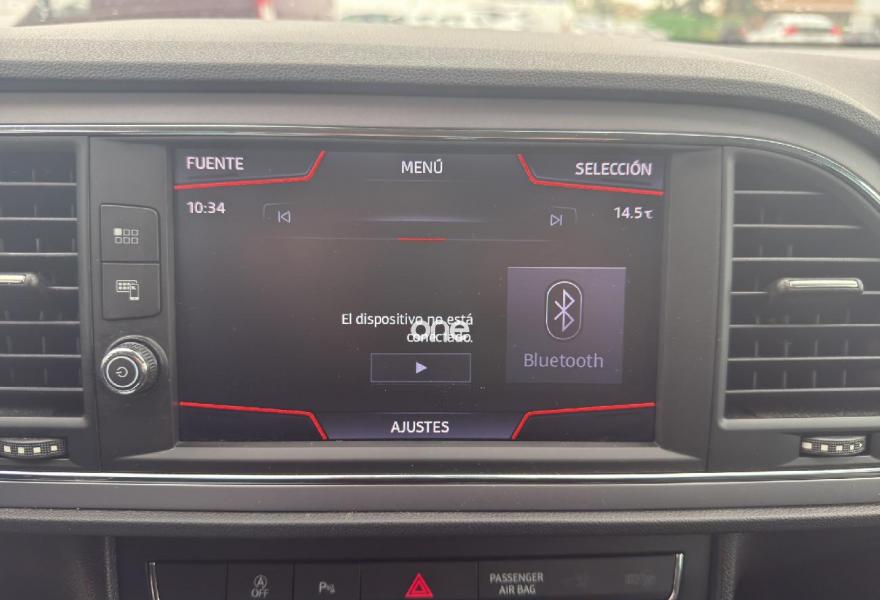 FUENTE
MENÚ
SELECCIÓN
10:34
14.5℃
El dispositivo no está
conectado.
one
Bluetooth
AJUSTES
A
OFF
P
PASSENGER
AIR BAG